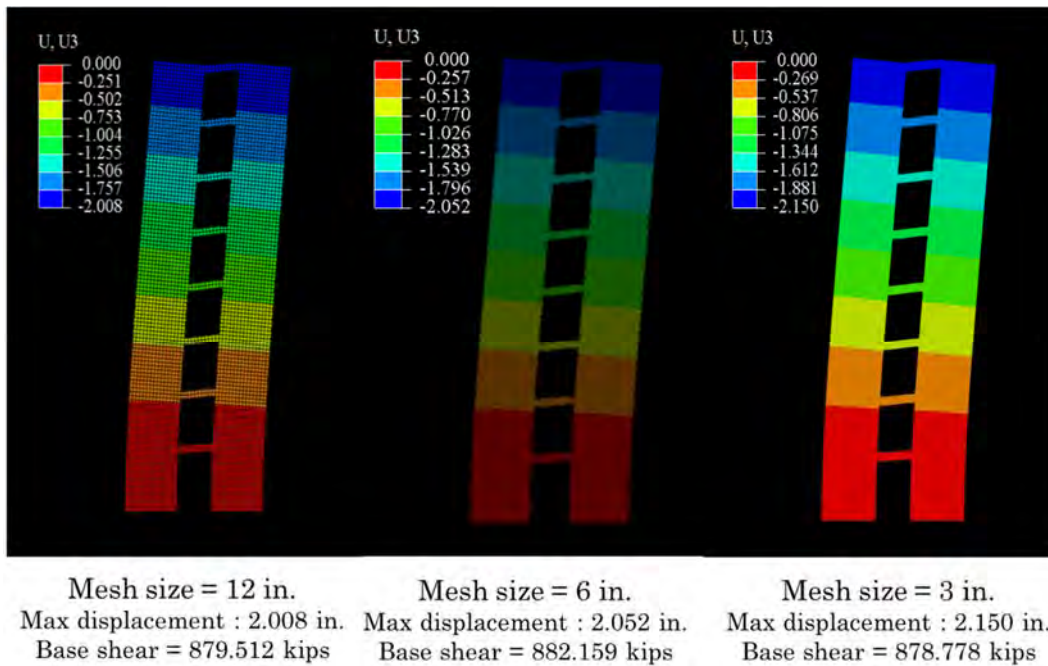 U, U3
0.000
-0.251
-0.502
-0.753
-1.004
-1.255
-1.506
-1.757
-2.008
U, U3
0.000
-0.257
-0.513
-0.770
-1.026
-1.283
-1.539
-1.796
-2.052
U, U3
0.000
-0.269
-0.537
-0.806
-1.075
-1.344
-1.612
-1.881
-2.150
Mesh size = 12 in.
Max displacement : 2.008 in.
Base shear = 879.512 kips
Mesh size = 6 in.
Max displacement : 2.052 in.
Base shear = 882.159 kips
Mesh size = 3 in.
Max displacement : 2.150 in.
Base shear = 878.778 kips